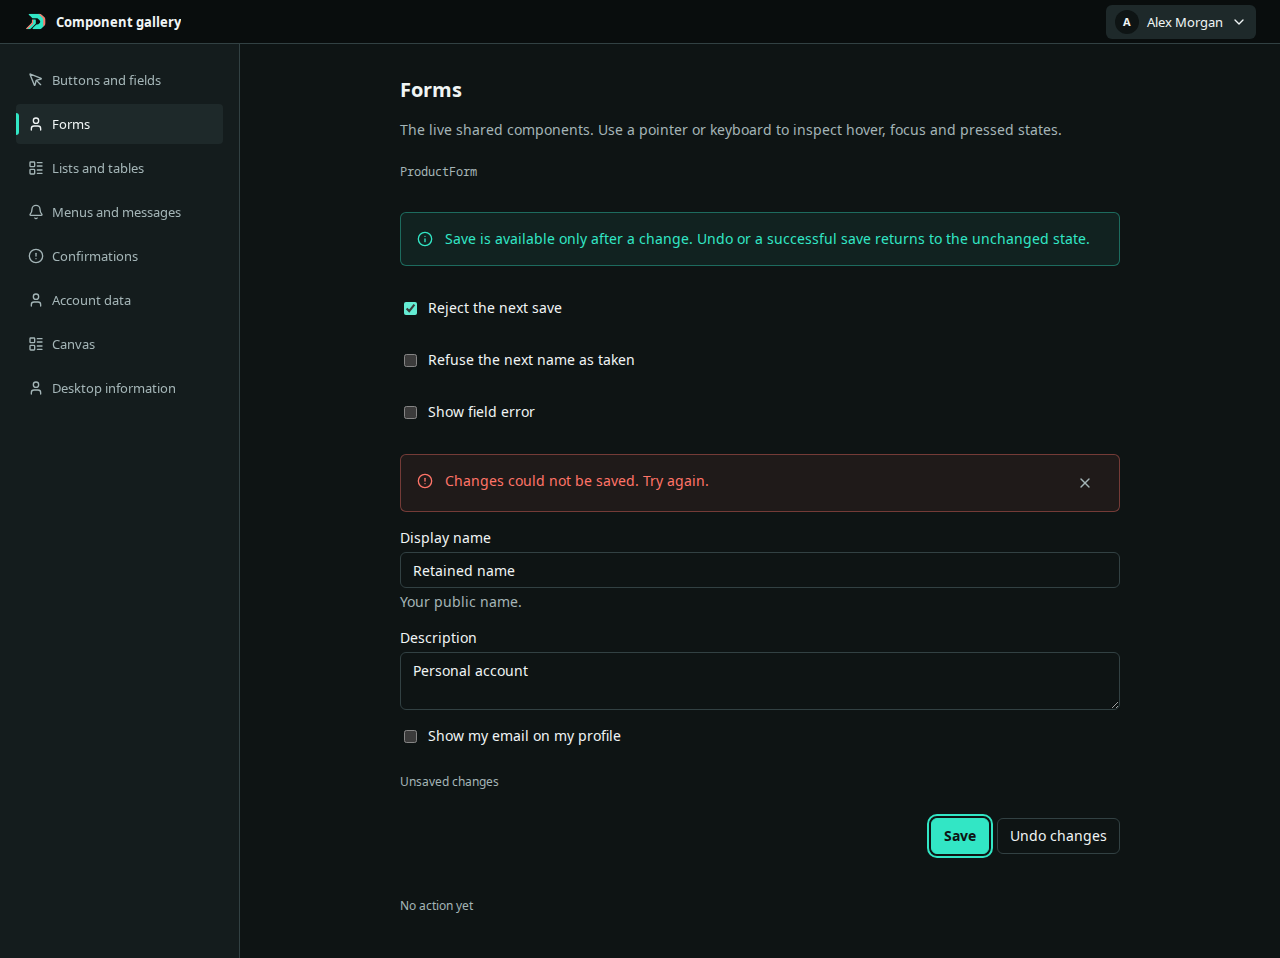 Component gallery
A Alex Morgan
Buttons and fields
Forms
Lists and tables
Menus and messages
Confirmations
Account data
Canvas
Desktop information
Forms
The live shared components. Use a pointer or keyboard to inspect hover, focus and pressed states.
ProductForm
Save is available only after a change. Undo or a successful save returns to the unchanged state.
Reject the next save
Refuse the next name as taken
Show field error
Changes could not be saved. Try again.
Display name
Retained name
Your public name.
Description
Personal account
Show my email on my profile
Unsaved changes
Save Undo changes
No action yet